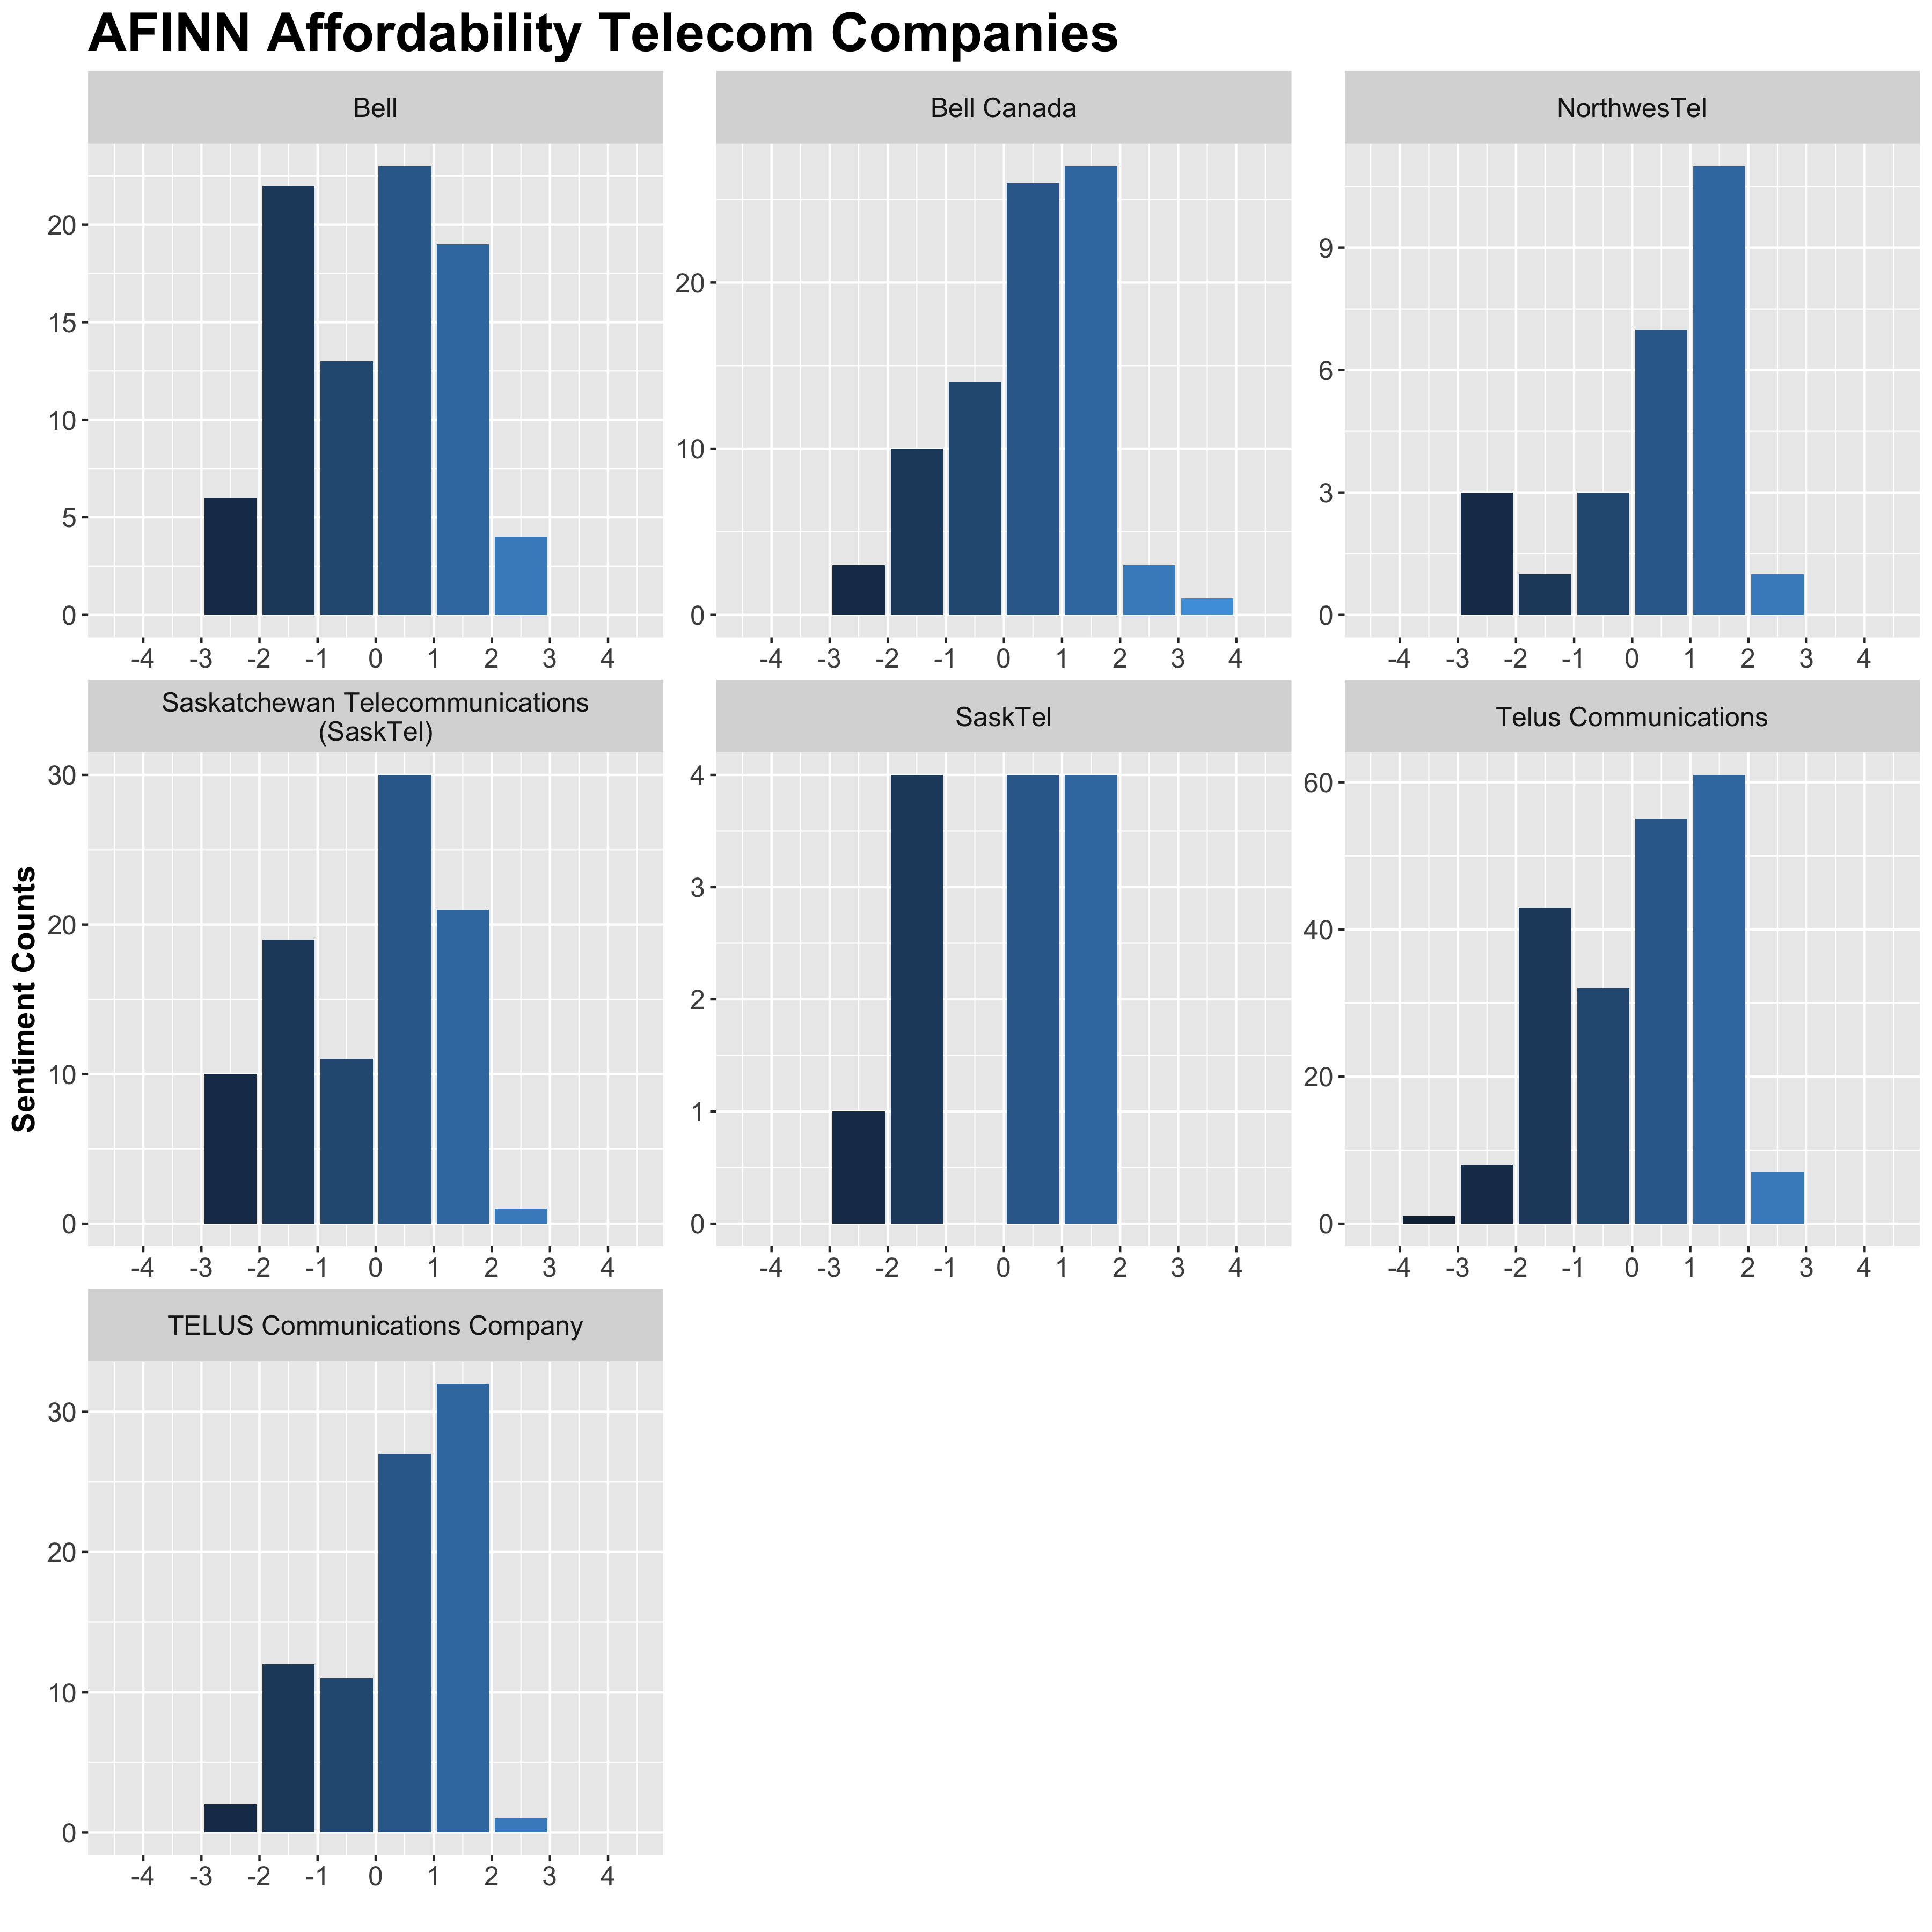 AFINN Affordability Telecom Companies
Bell
Bell Canada
NorthwesTel
20
15
10
5
0
20
10
0
9
6
3
0
-4 -3 -2 -1 0 1 2 3 4
-4 -3 -2 -1 0 1 2 3 4
-4 -3 -2 -1 0 1 2 3 4
Saskatchewan Telecommunications
(SaskTel)
SaskTel
Telus Communications
Sentiment Counts
30
20
10
0
4
3
2
1
0
60
40
20
0
-4 -3 -2 -1 0 1 2 3 4
-4 -3 -2 -1 0 1 2 3 4
-4 -3 -2 -1 0 1 2 3 4
TELUS Communications Company
30
20
10
0
-4 -3 -2 -1 0 1 2 3 4